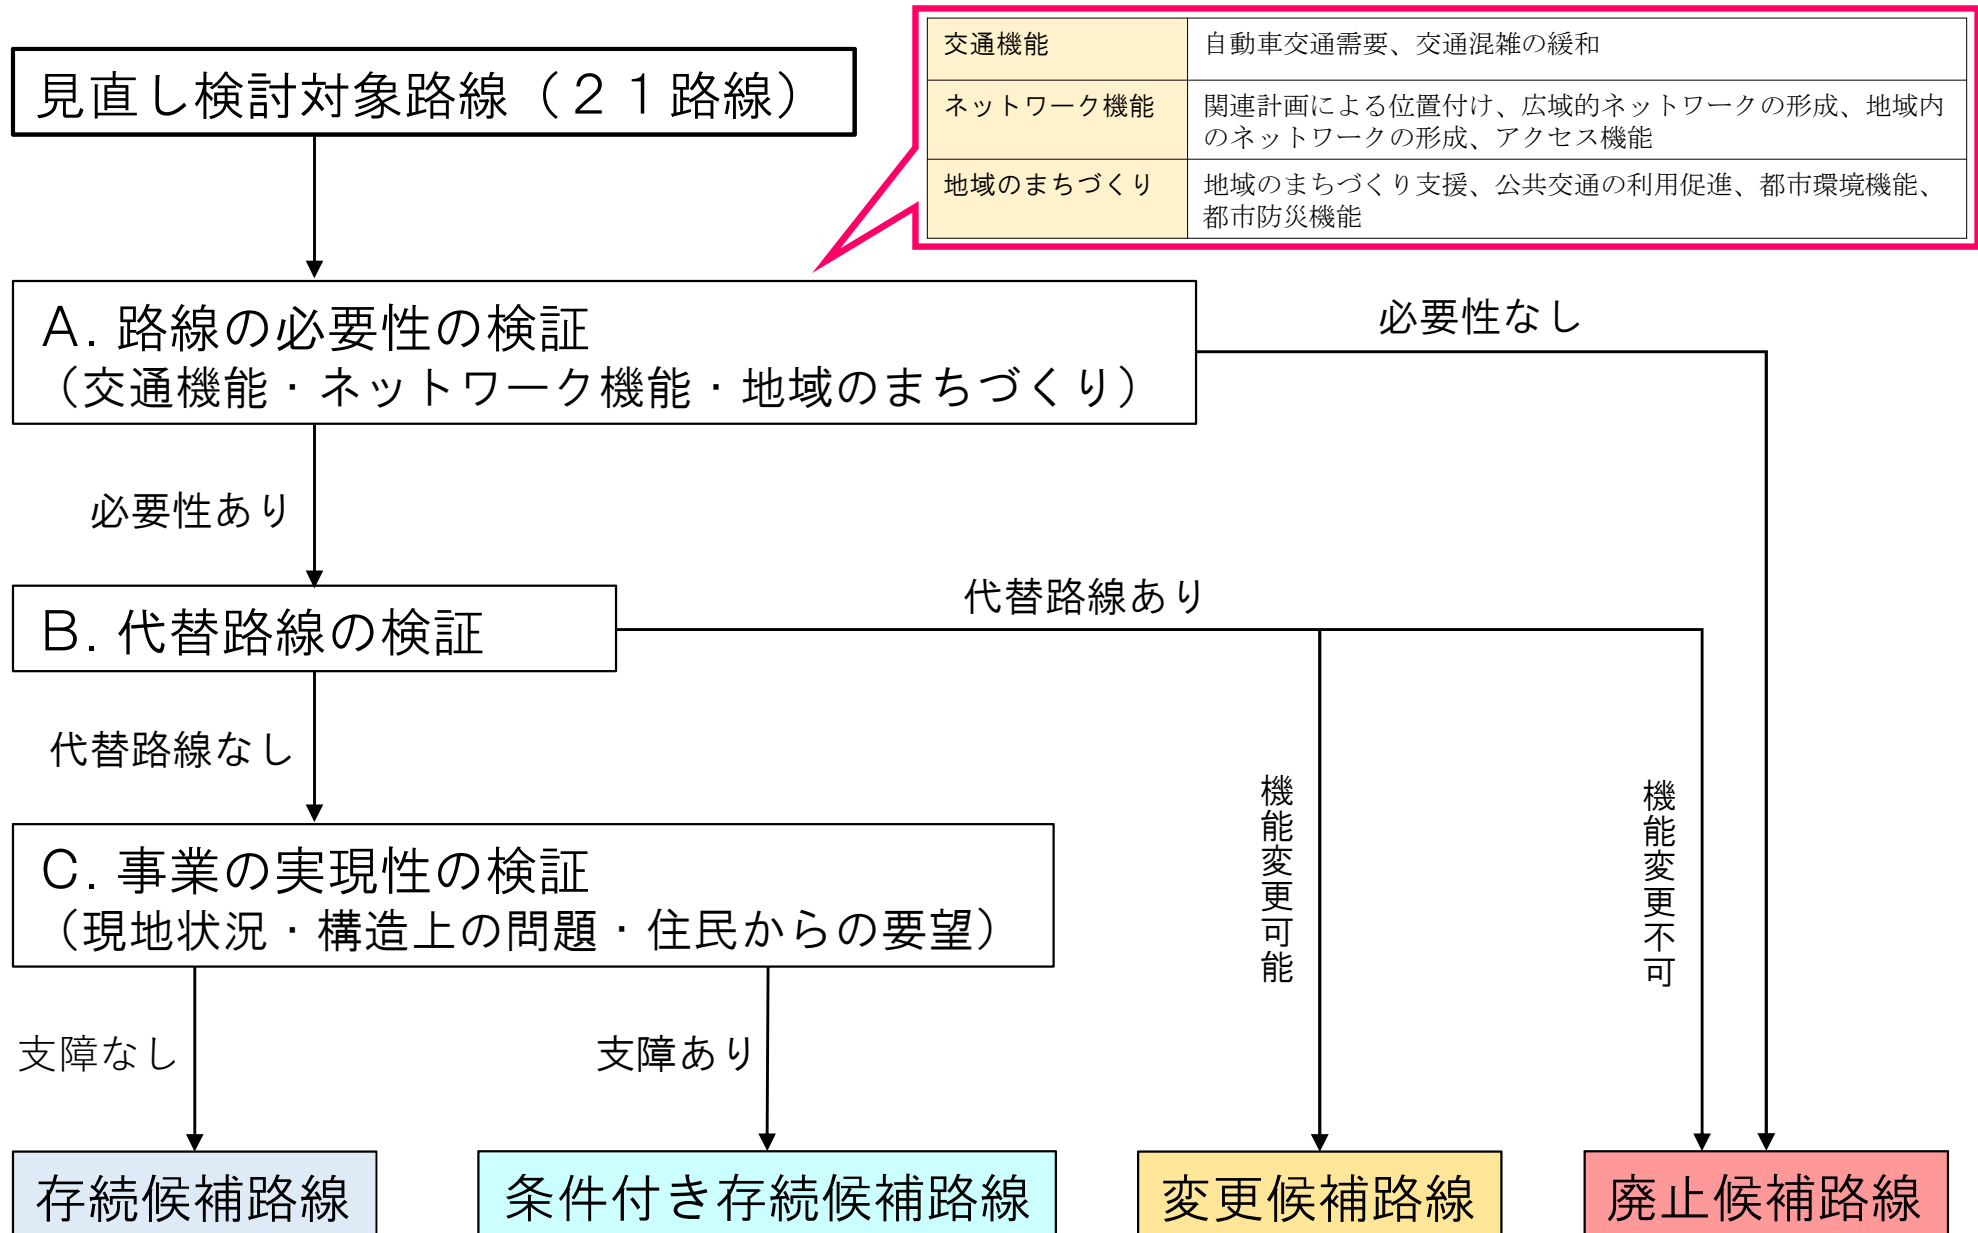 見直し検討対象路線（２１路線）
交通機能
自動車交通需要、交通混雑の緩和
ネットワーク機能
関連計画による位置付け、広域的ネットワークの形成、地域内
のネットワークの形成、アクセス機能
地域のまちづくり
地域のまちづくり支援、公共交通の利用促進、都市環境機能、
都市防災機能
Ａ. 路線の必要性の検証
（交通機能・ネットワーク機能・地域のまちづくり）
必要性なし
必要性あり
Ｂ. 代替路線の検証
代替路線あり
代替路線なし
機能変更可能
機能変更不可
Ｃ. 事業の実現性の検証
（現地状況・構造上の問題・住民からの要望）
支障なし
支障あり
存続候補路線
条件付き存続候補路線
変更候補路線
廃止候補路線